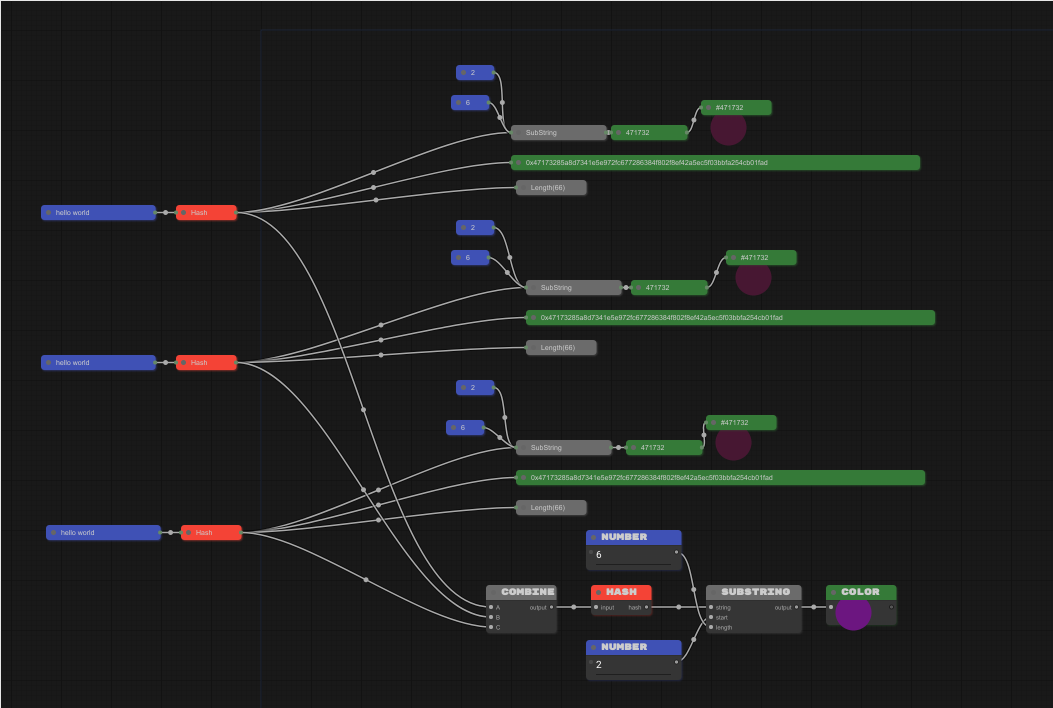 2
6
SubString
471732
#471732
0x47173285a8d7341e5e972fc677286384f802f8ef42a5ec5f03bbfa254cb01fad
Length(66)
hello world
Hash
2
6
SubString
471732
#471732
0x47173285a8d7341e5e972fc677286384f802f8ef42a5ec5f03bbfa254cb01fad
Length(66)
hello world
Hash
2
6
SubString
471732
#471732
0x47173285a8d7341e5e972fc677286384f802f8ef42a5ec5f03bbfa254cb01fad
Length(66)
hello world
Hash
NUMBER
6
COMBINE
A output
B
C
HASH
input hash
SUBSTRING
string output
start
length
COLOR
NUMBER
2